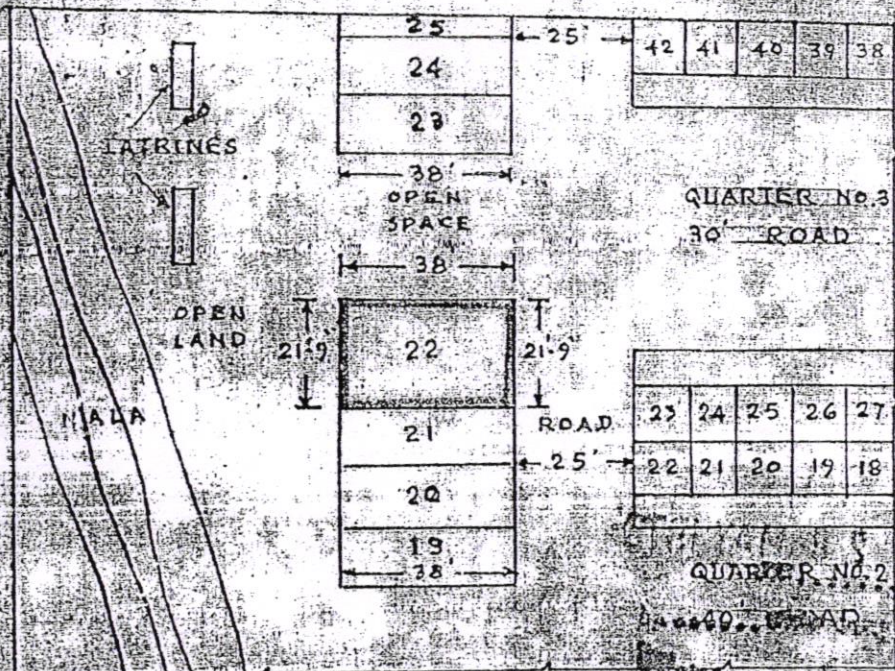 25
24
23
38'
OPEN
SPACE
38
22
21'-9"
21'-9"
21
20
19
38'
25'
ROAD
25'
LATRINES
OPEN
LAND
NALA
42 41 40 39 38
QUARTER NO.3
30' ROAD
23 24 25 26 27
22 21 20 19 18
QUARTER NO.2